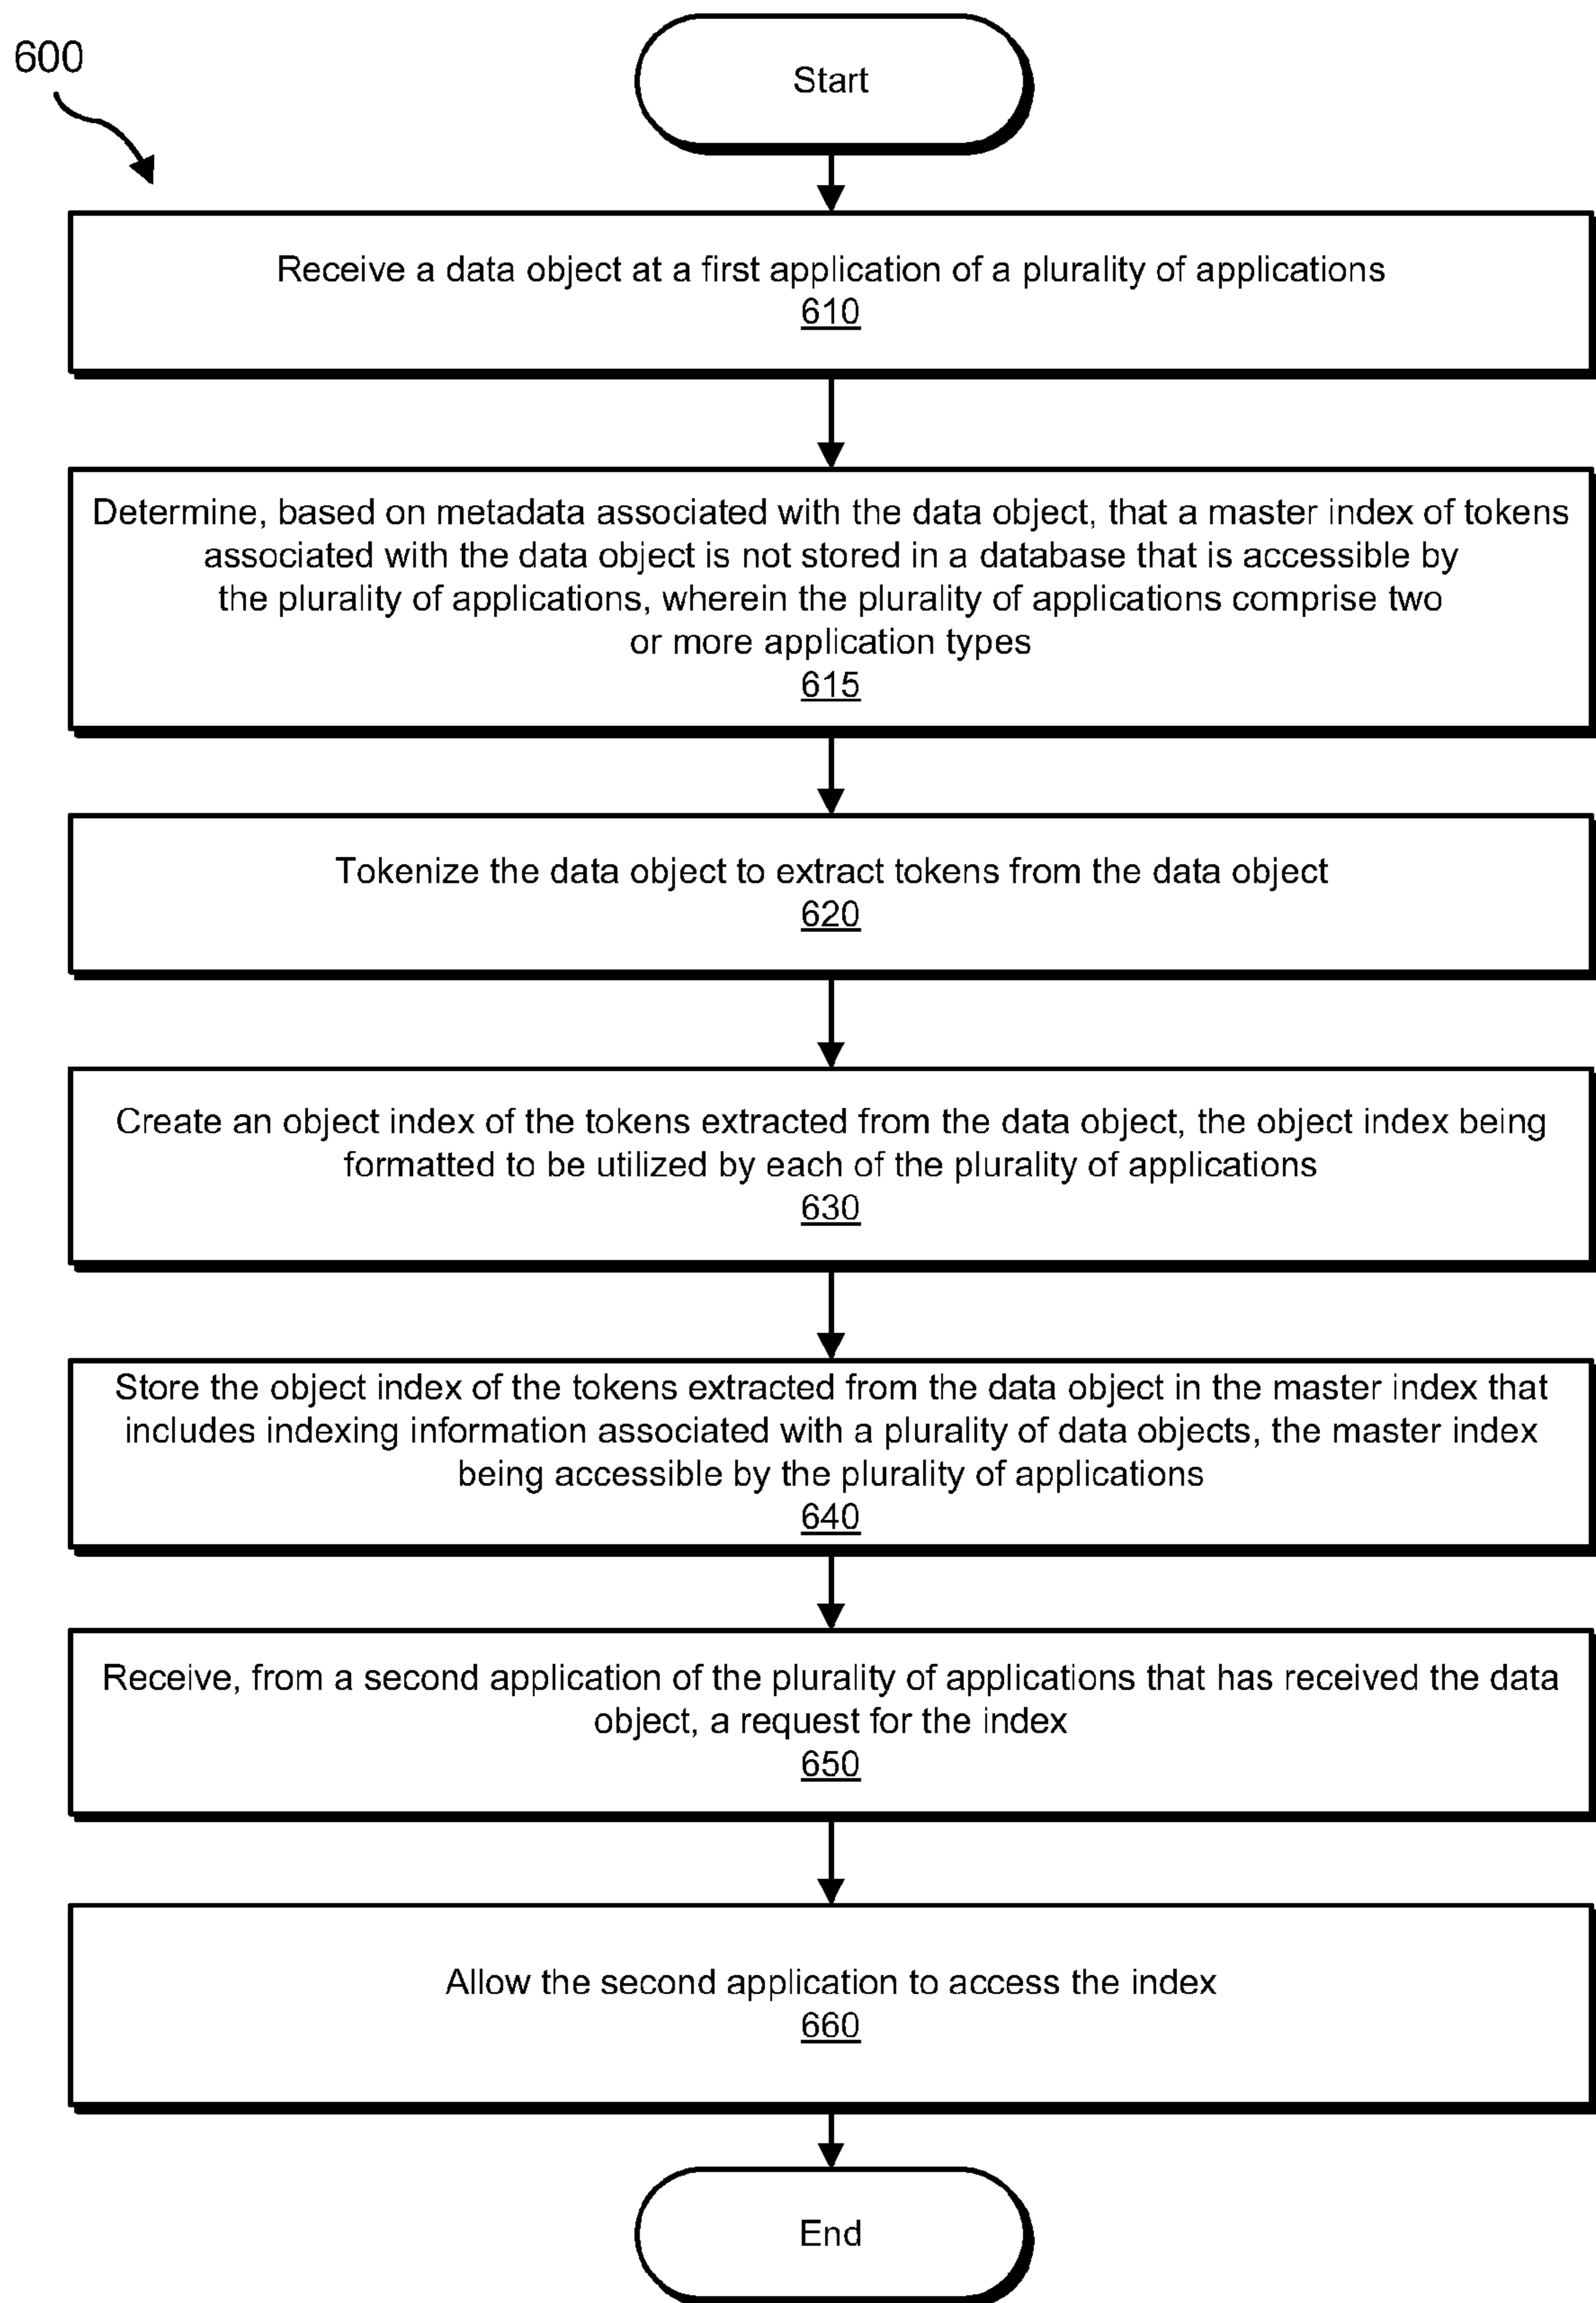 600
Start
Receive a data object at a first application of a plurality of applications
610
Determine, based on metadata associated with the data object, that a master index of tokens
associated with the data object is not stored in a database that is accessible by
the plurality of applications, wherein the plurality of applications comprise two
or more application types
615
Tokenize the data object to extract tokens from the data object
620
Create an object index of the tokens extracted from the data object, the object index being
formatted to be utilized by each of the plurality of applications
630
Store the object index of the tokens extracted from the data object in the master index that
includes indexing information associated with a plurality of data objects, the master index
being accessible by the plurality of applications
640
Receive, from a second application of the plurality of applications that has received the data
object, a request for the index
650
Allow the second application to access the index
660
End